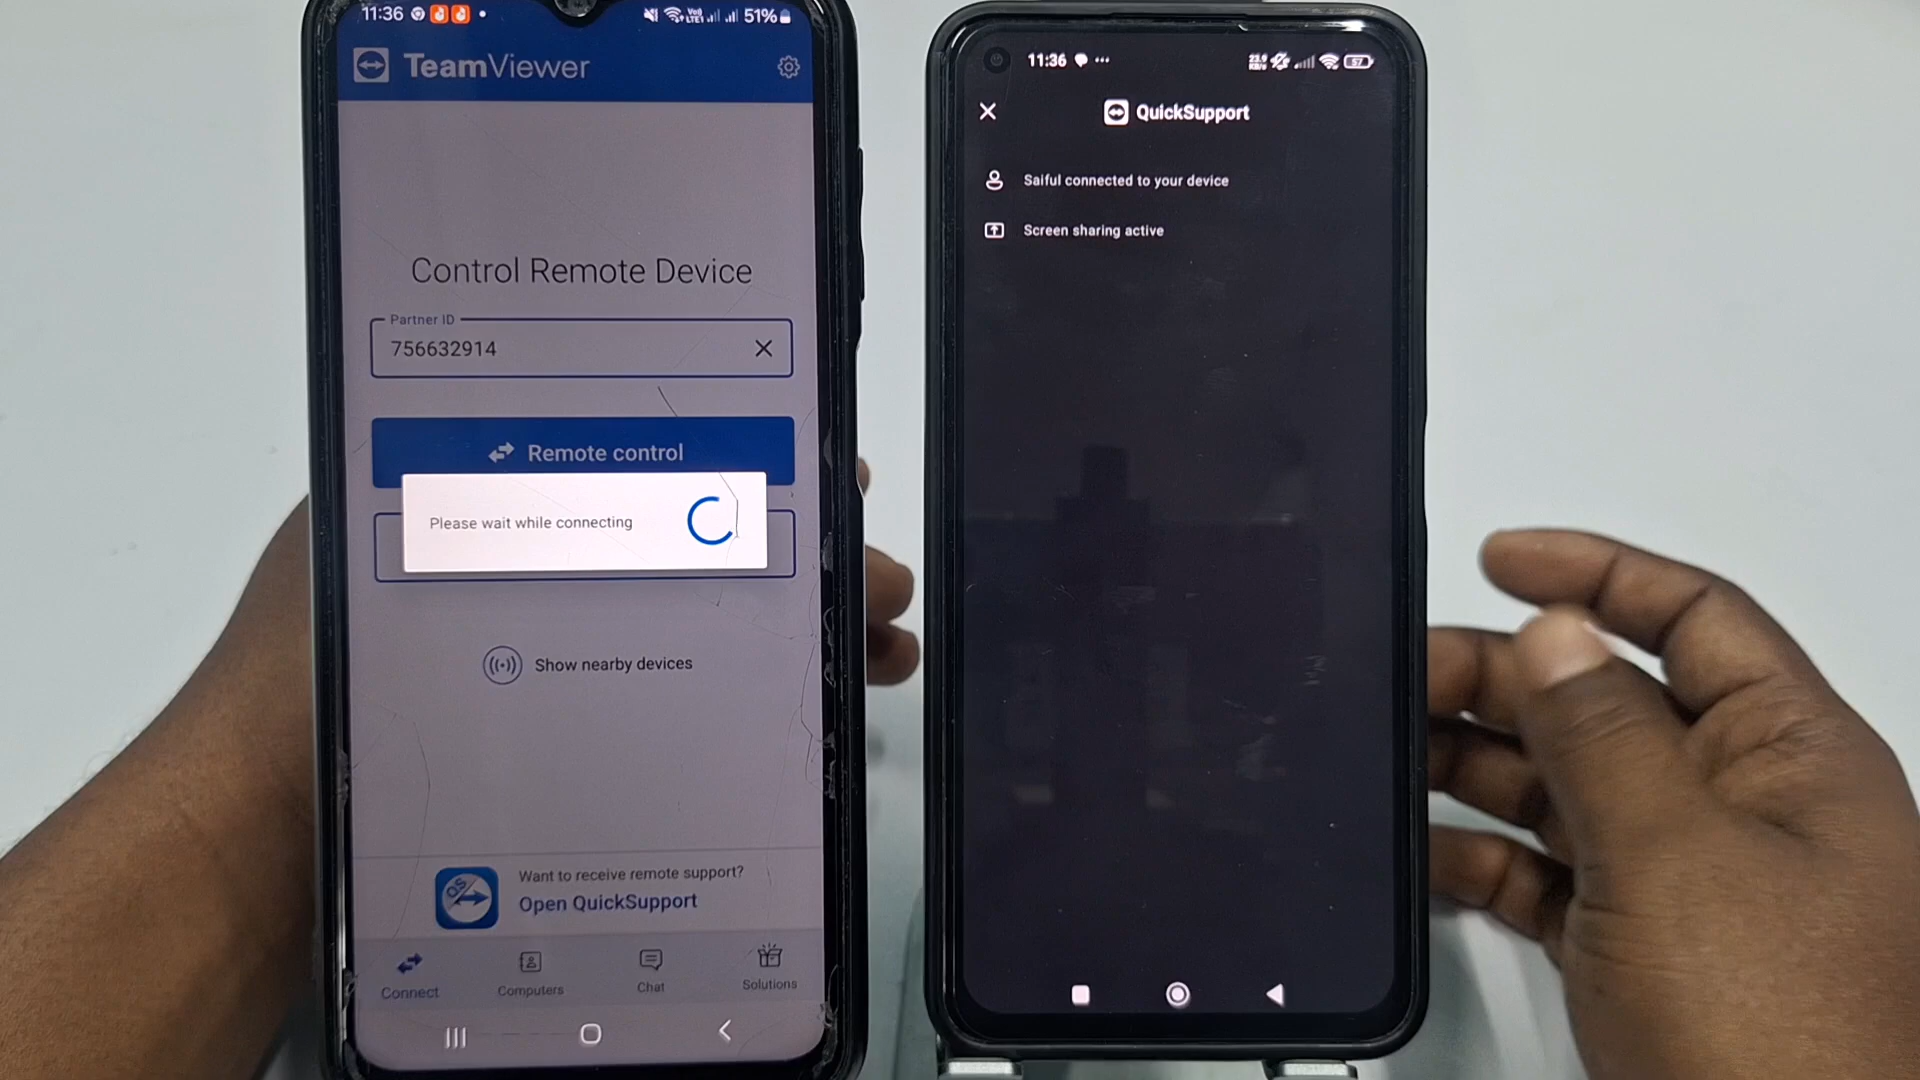 11:36
51%
TeamViewer
Control Remote Device
Partner ID
756632914
Remote control
Please wait while connecting
Show nearby devices
Want to receive remote support?
QS
Open QuickSupport
Connect
Computers
Chat
Solutions
11:36
57
QuickSupport
Saiful connected to your device
Screen sharing active